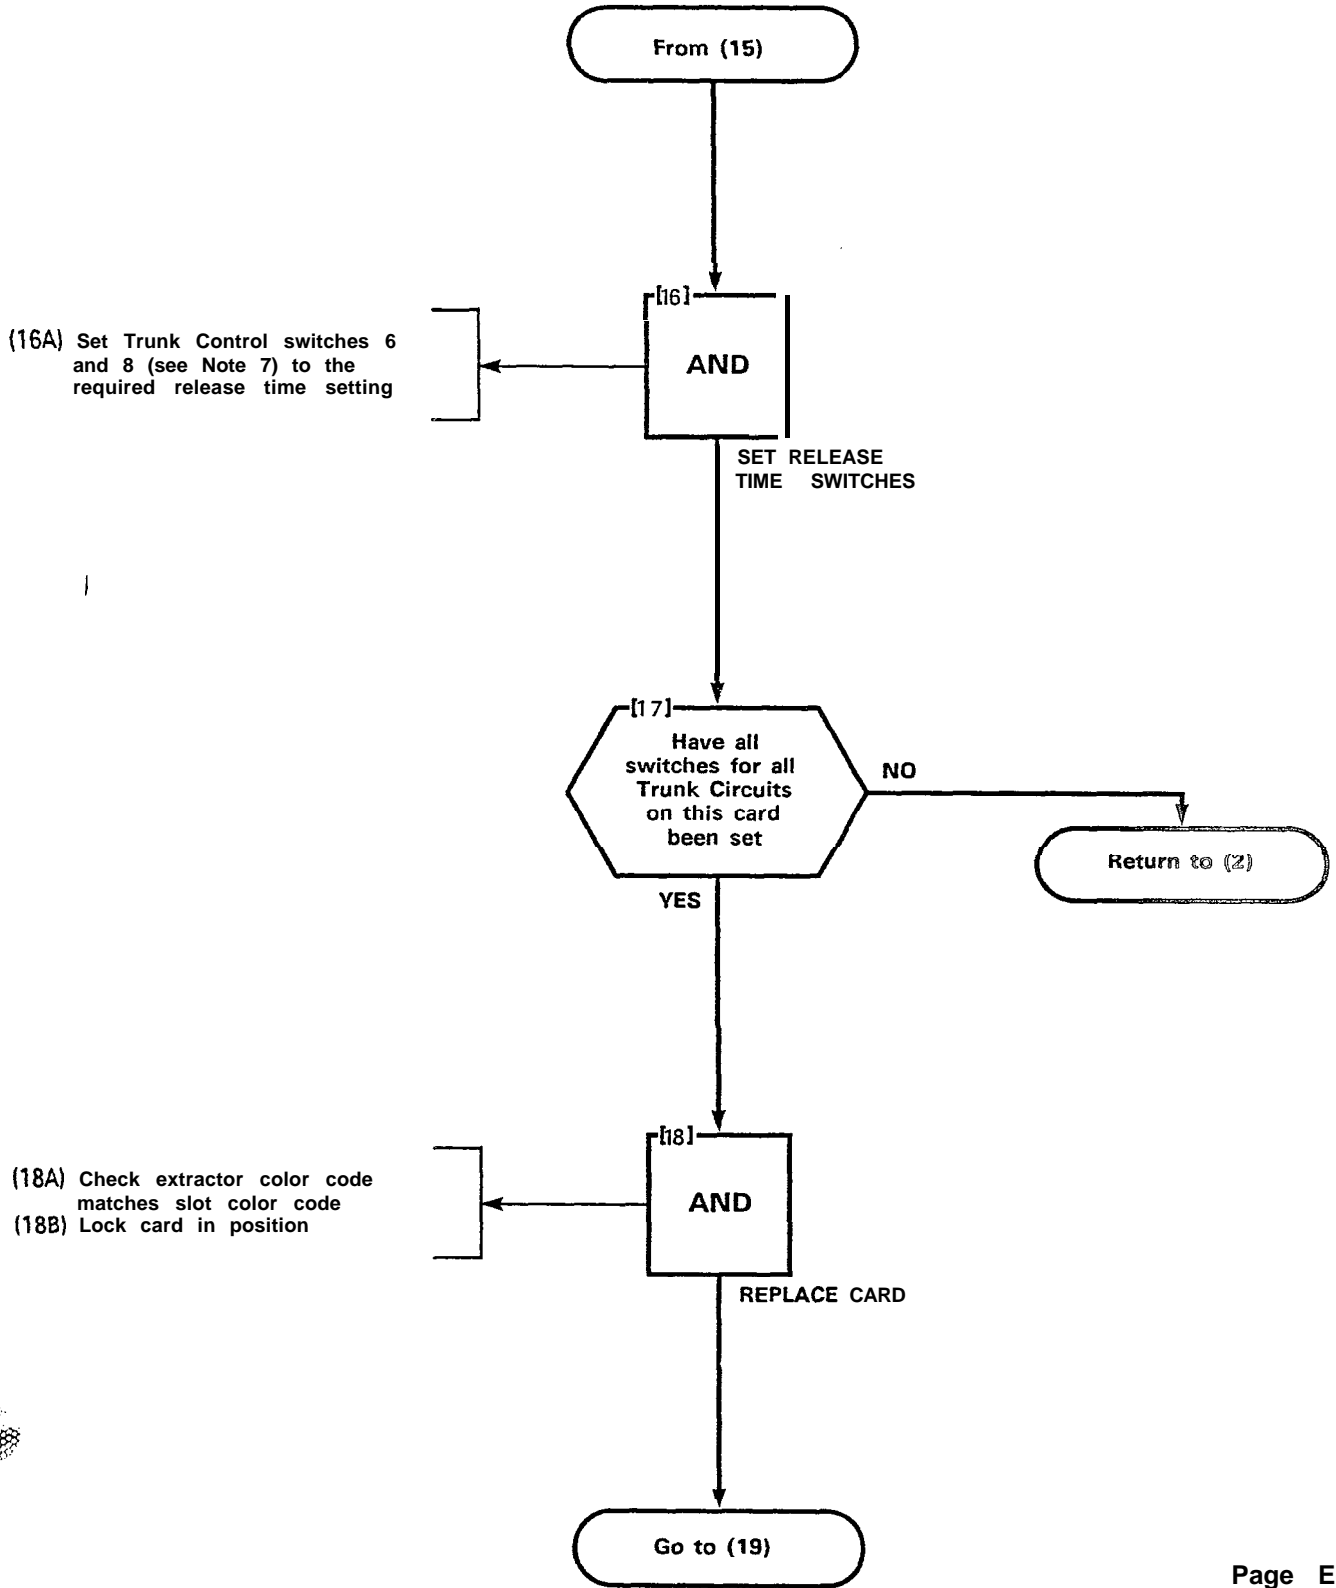 From (15)
[16]
(16A) Set Trunk Control switches 6
and 8 (see Note 7) to the
required release time setting
AND
SET RELEASE
TIME SWITCHES
[17]
Have all
switches for all
Trunk Circuits
on this card
been set
NO
Return to (2)
YES
[18]
(18A) Check extractor color code
matches slot color code
(18B) Lock card in position
AND
REPLACE CARD
Go to (19)
Page E